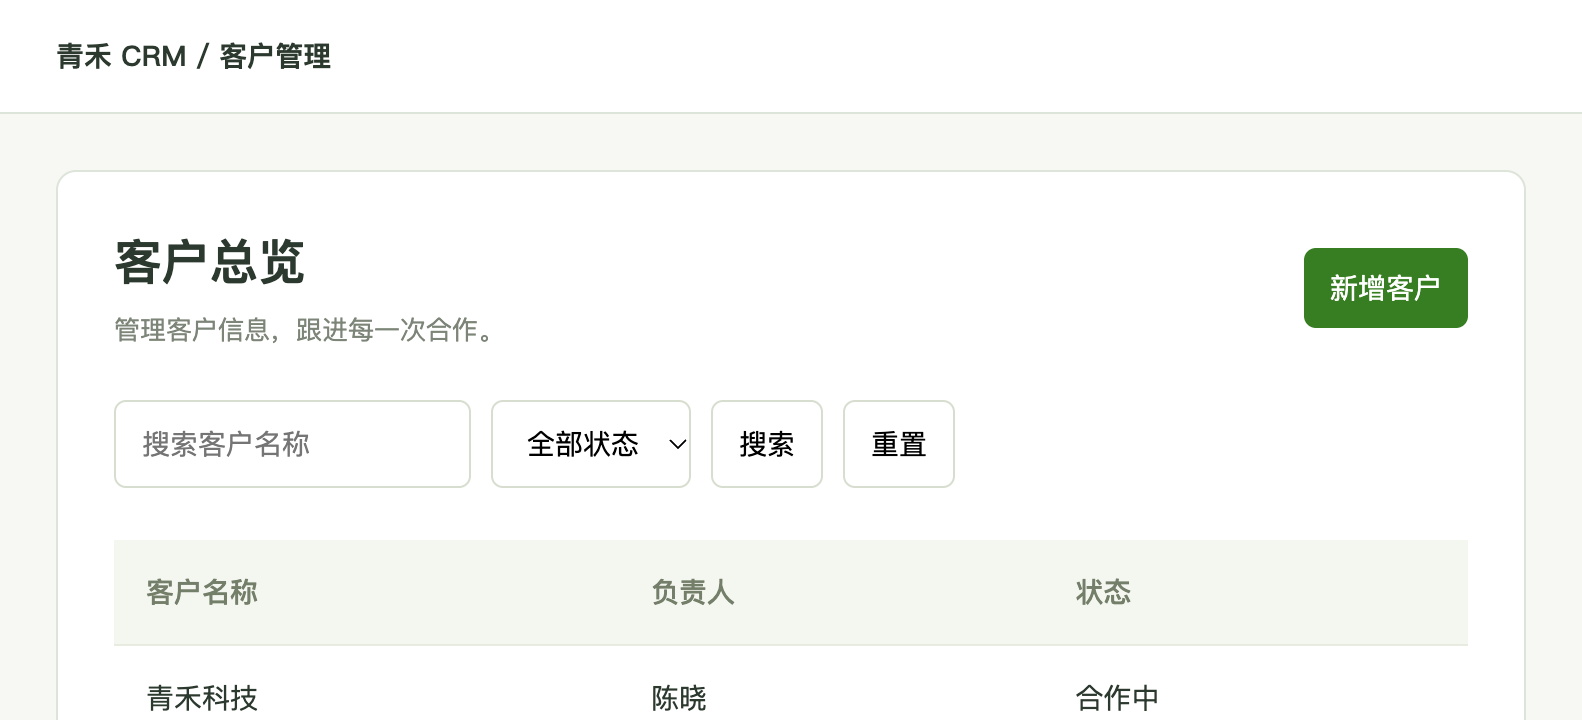 青禾 CRM / 客户管理
客户总览
新增客户
管理客户信息，跟进每一次合作。
搜索客户名称 全部状态 搜索 重置
客户名称 负责人 状态
青禾科技 陈晓 合作中